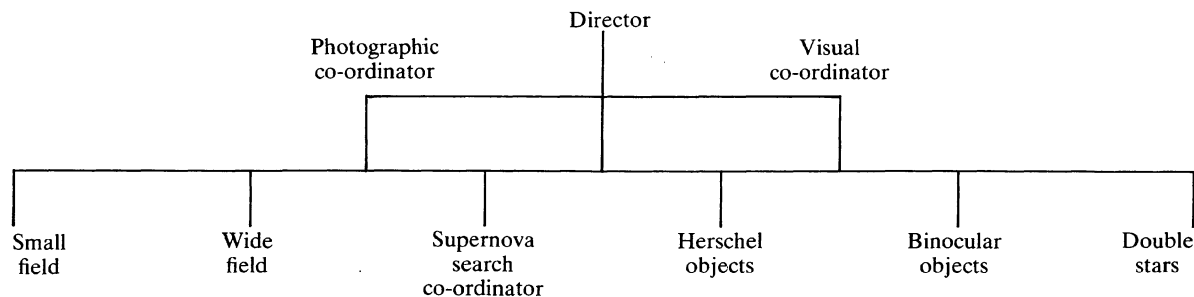 Director
Photographic
co-ordinator
Visual
co-ordinator
Small
field
Wide
field
Supernova
search
co-ordinator
Herschel
objects
Binocular
objects
Double
stars